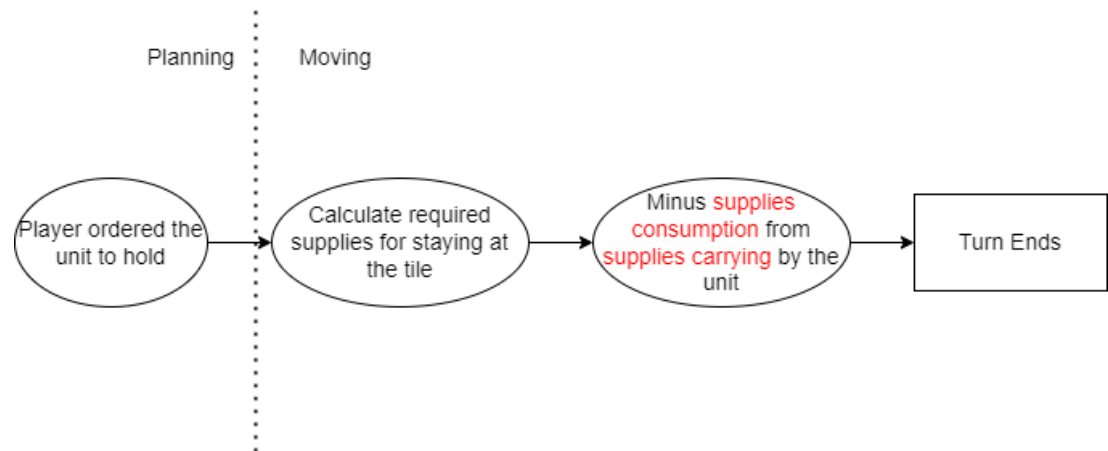 Planning
Moving
Player ordered the
unit to hold
Calculate required
supplies for staying at
the tile
Minus supplies
consumption from
supplies carrying by the
unit
Turn Ends